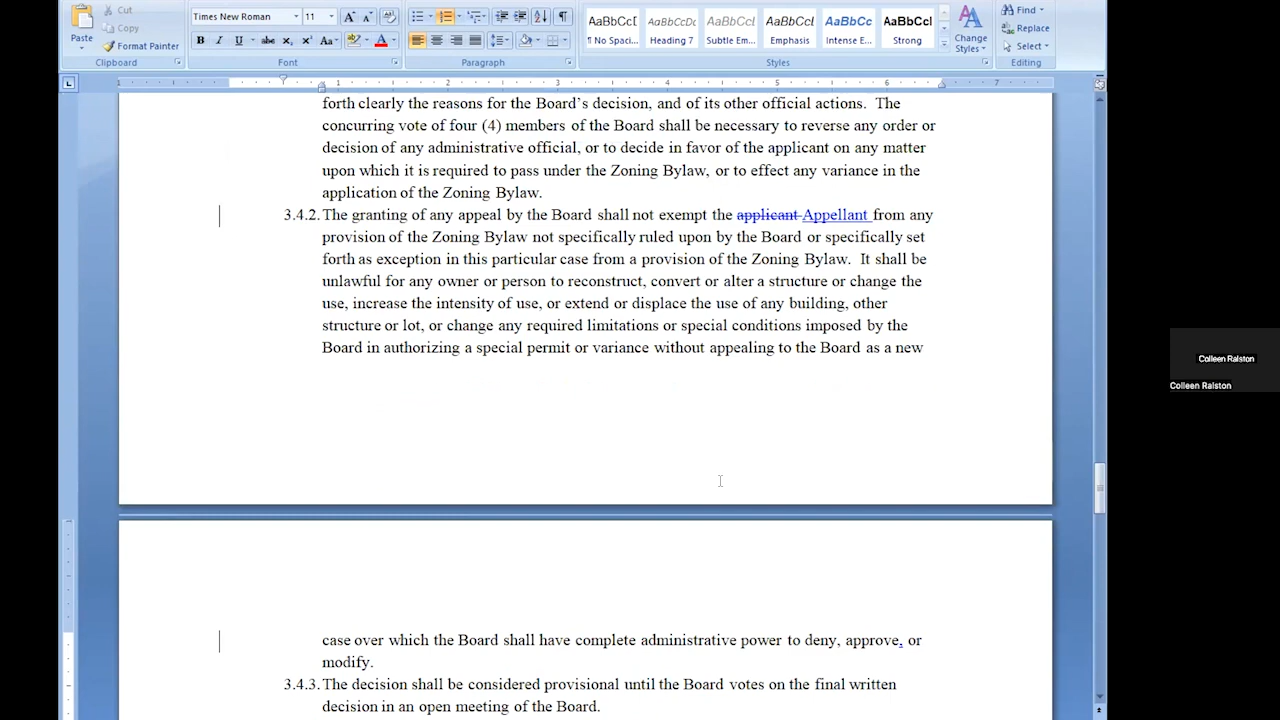 Cut
Copy
Format Painter
Paste
Clipboard
Times New Roman
11
Font
Paragraph
AaBbCcI
¶ No Spaci...
AaBbCcDc
Heading 7
AaBbCcI
Subtle Em...
AaBbCcI
Emphasis
AaBbCc
Intense E...
AaBbCcl
Strong
Change
Styles
Styles
Find
Replace
Select
Editing
1 1 2 3 4 5 6 7
forth clearly the reasons for the Board's decision, and of its other official actions. The
concurring vote of four (4) members of the Board shall be necessary to reverse any order or
decision of any administrative official, or to decide in favor of the applicant on any matter
upon which it is required to pass under the Zoning Bylaw, or to effect any variance in the
application of the Zoning Bylaw.
3.4.2. The granting of any appeal by the Board shall not exempt the applicant Appellant from any
provision of the Zoning Bylaw not specifically ruled upon by the Board or specifically set
forth as exception in this particular case from a provision of the Zoning Bylaw. It shall be
unlawful for any owner or person to reconstruct, convert or alter a structure or change the
use, increase the intensity of use, or extend or displace the use of any building, other
structure or lot, or change any required limitations or special conditions imposed by the
Board in authorizing a special permit or variance without appealing to the Board as a new
case over which the Board shall have complete administrative power to deny, approve, or
modify.
3.4.3. The decision shall be considered provisional until the Board votes on the final written
decision in an open meeting of the Board.
Colleen Ralston
Colleen Ralston